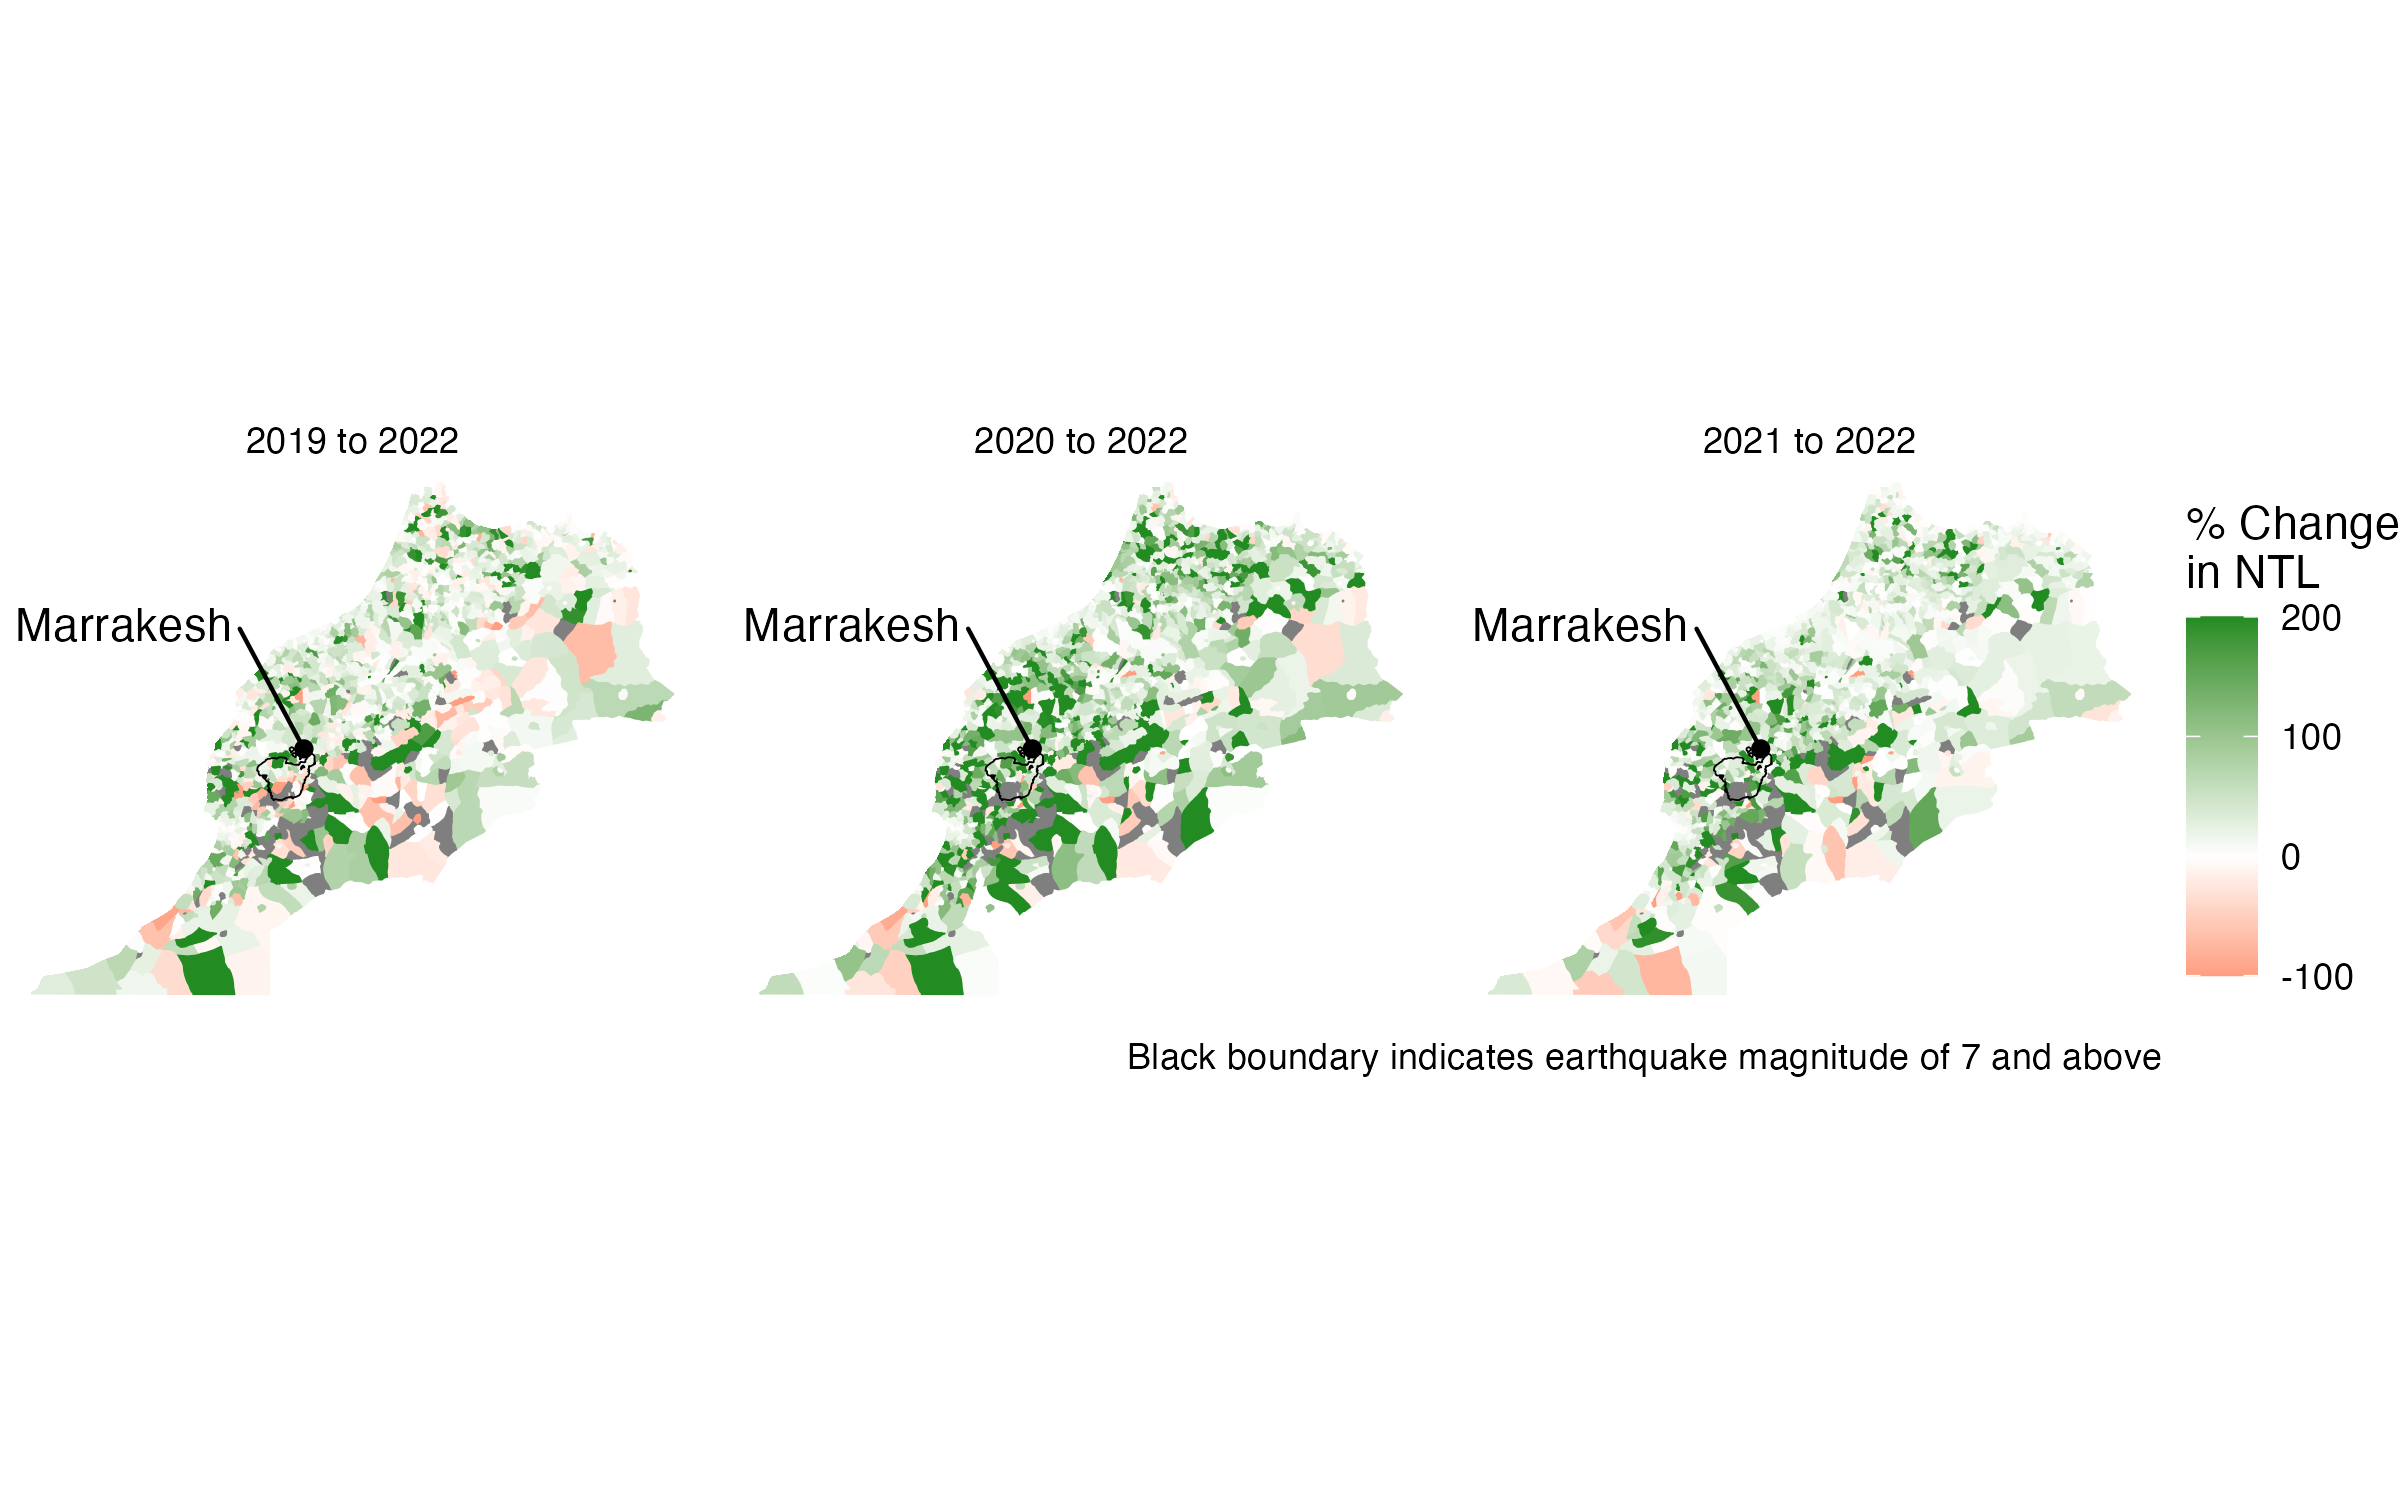 2019 to 2022
2020 to 2022
2021 to 2022
Marrakesh
Marrakesh
Marrakesh
% Change
in NTL
200
100
0
-100
Black boundary indicates earthquake magnitude of 7 and above